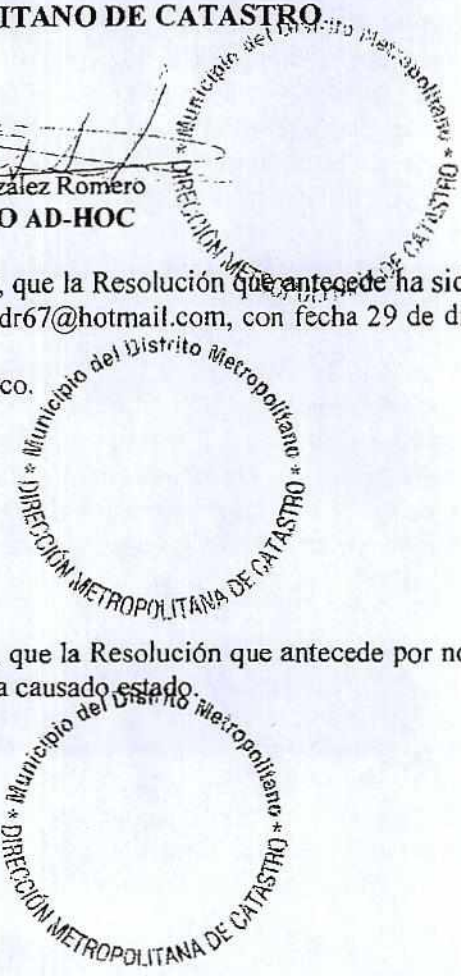 ITANO DE CATASTRO
Municipio del Distrito Metropolitano * DIRECCIÓN METROPOLITANA DE CATASTRO *
zález Romero
O AD-HOC
, que la Resolución que antecede ha sid
dr67@hotmail.com, con fecha 29 de di
co.
Municipio del Distrito Metropolitano * DIRECCIÓN METROPOLITANA DE CATASTRO *
que la Resolución que antecede por no
a causado estado.
Municipio del Distrito Metropolitano * DIRECCIÓN METROPOLITANA DE CATASTRO *